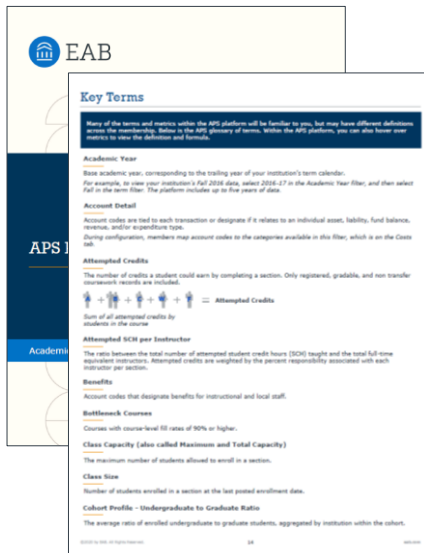 EAB
APS
Academic
Key Terms
Many of the terms and metrics within the APS platform will be familiar to you, but may have different definitions
across the membership. Below is the APS glossary of terms. Within the APS platform, you can also hover over
metrics to view the definition and formula.
Academic Year
Base academic year, corresponding to the trailing year of your institution's term calendar.
For example, to view your institution's Fall 2016 data, select 2016-17 in the Academic Year filter, and then select
Fall in the term filter. The platform includes up to five years of data.
Account Detail
Account codes are tied to each transaction or designate if it relates to an individual asset, liability, fund balance,
revenue, and/or expenditure type.
During configuration, members map account codes to the categories available in this filter, which is on the Costs
tab.
Attempted Credits
The number of credits a student could earn by completing a section. Only registered, gradable, and non transfer
coursework records are included.
+ + + + = Attempted Credits
Sum of all attempted credits by
students in the course
Attempted SCH per Instructor
The ratio between the total number of attempted student credit hours (SCH) taught and the total full-time
equivalent instructors. Attempted credits are weighted by the percent responsibility associated with each
instructor per section.
Benefits
Account codes that designate benefits for instructional and local staff.
Bottleneck Courses
Courses with course-level fill rates of 90% or higher.
Class Capacity (also called Maximum and Total Capacity)
The maximum number of students allowed to enroll in a section.
Class Size
Number of students enrolled in a section at the last posted enrollment date.
Cohort Profile - Undergraduate to Graduate Ratio
The average ratio of enrolled undergraduate to graduate students, aggregated by institution within the cohort.